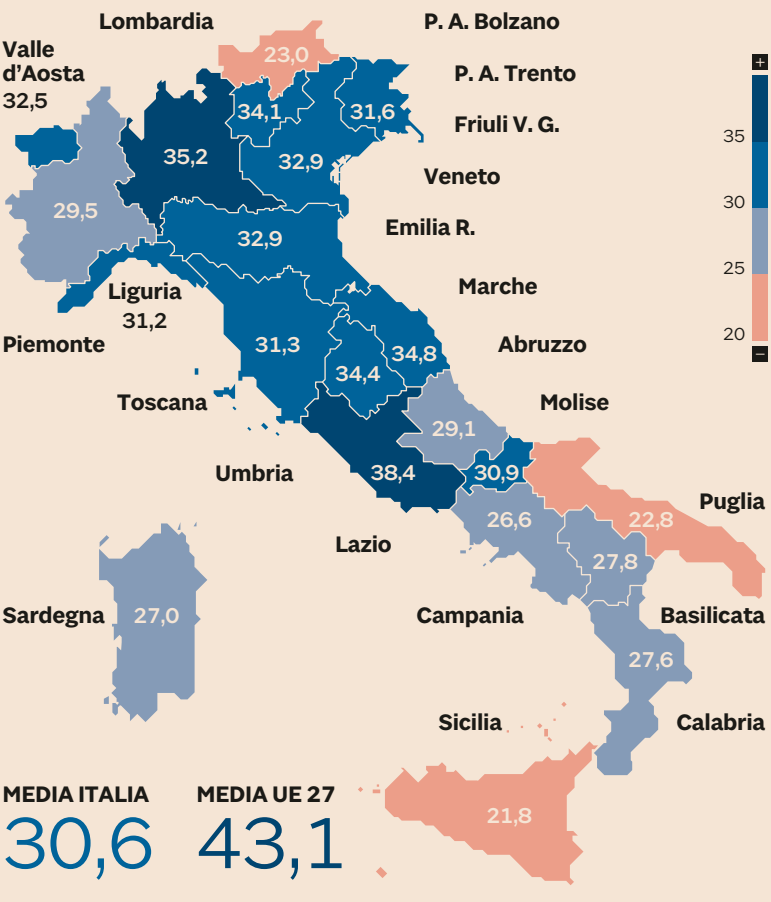 Lombardia
P. A. Bolzano
Valle
d’Aosta
32,5
23,0
P. A. Trento
+
34,1
31,6
Friuli V. G.
35
35,2
32,9
Veneto
30
29,5
Emilia R.
32,9
25
Liguria
31,2
Marche
20
−
Piemonte
31,3
34,8
Abruzzo
34,4
Toscana
Molise
29,1
Umbria
38,4
30,9
Puglia
26,6
22,8
Lazio
27,8
Sardegna
27,0
Campania
Basilicata
27,6
Sicilia
Calabria
MEDIA ITALIA
30,6
MEDIA UE 27
43,1
21,8